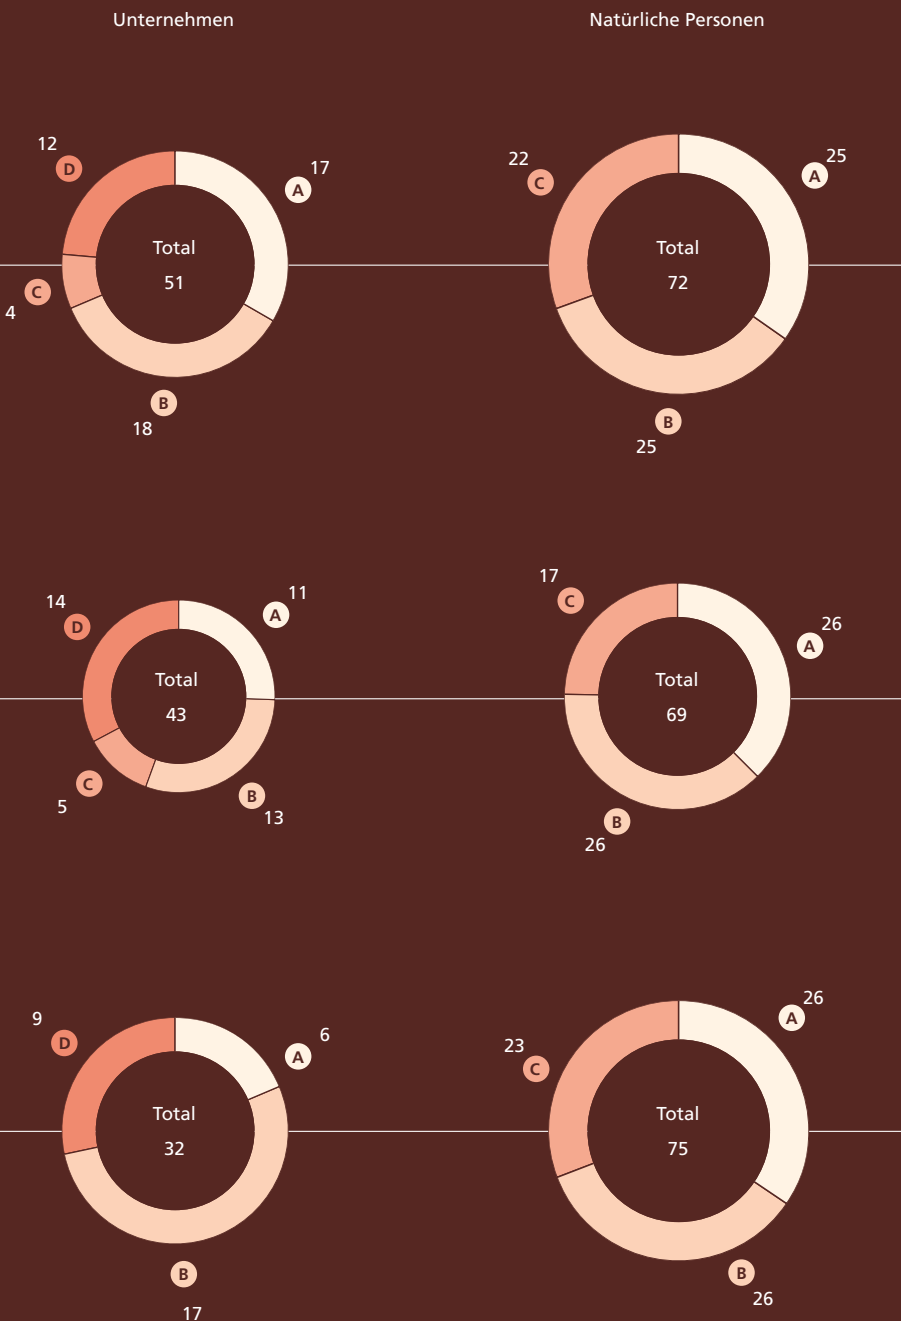 Unternehmen
Natürliche Personen
12
D
17
A
Total
51
C
4
B
18
22
C
25
A
Total
72
B
25
14
D
11
A
Total
43
C
5
B
13
17
C
26
A
Total
69
B
26
9
D
6
A
Total
32
B
17
26
A
23
C
Total
75
B
26